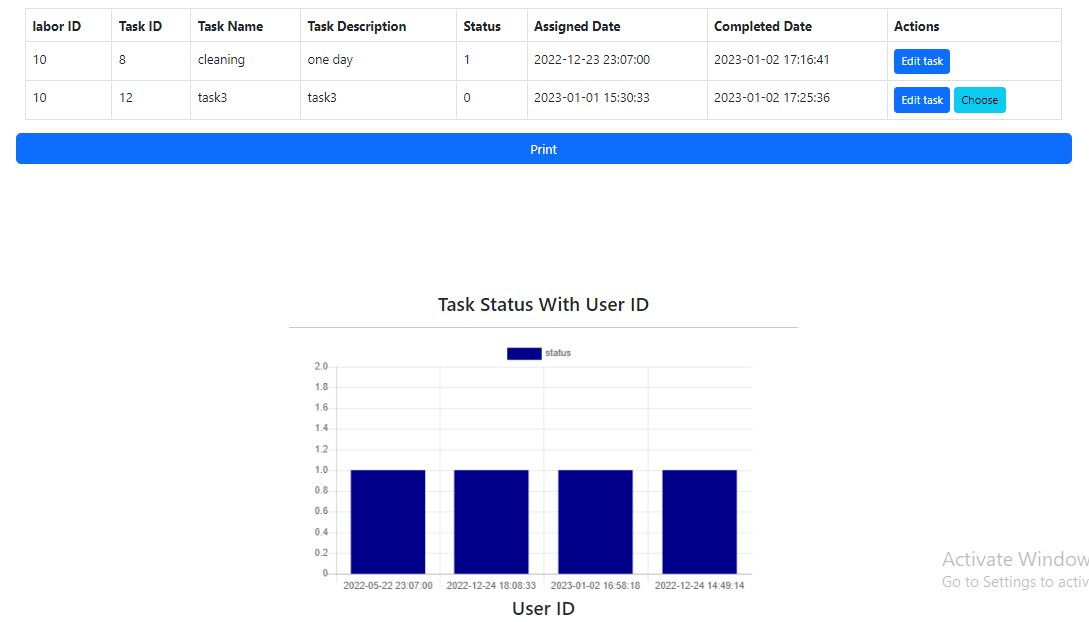 labor ID Task ID Task Name Task Description Status Assigned Date Completed Date Actions
10 8 cleaning one day 1 2022-12-23 23:07:00 2023-01-02 17:16:41 Edit task
10 12 task3 task3 0 2023-01-01 15:30:33 2023-01-02 17:25:36 Edit task Choose
Print
Task Status With User ID
status
2.0
1.8
1.6
1.4
1.2
1.0
0.8
0.6
0.4
0.2
0
2022-05-22 23:07:00 2022-12-24 18:08:33 2023-01-02 16:58:18 2022-12-24 14:49:14
User ID
Activate Window
Go to Settings to activ